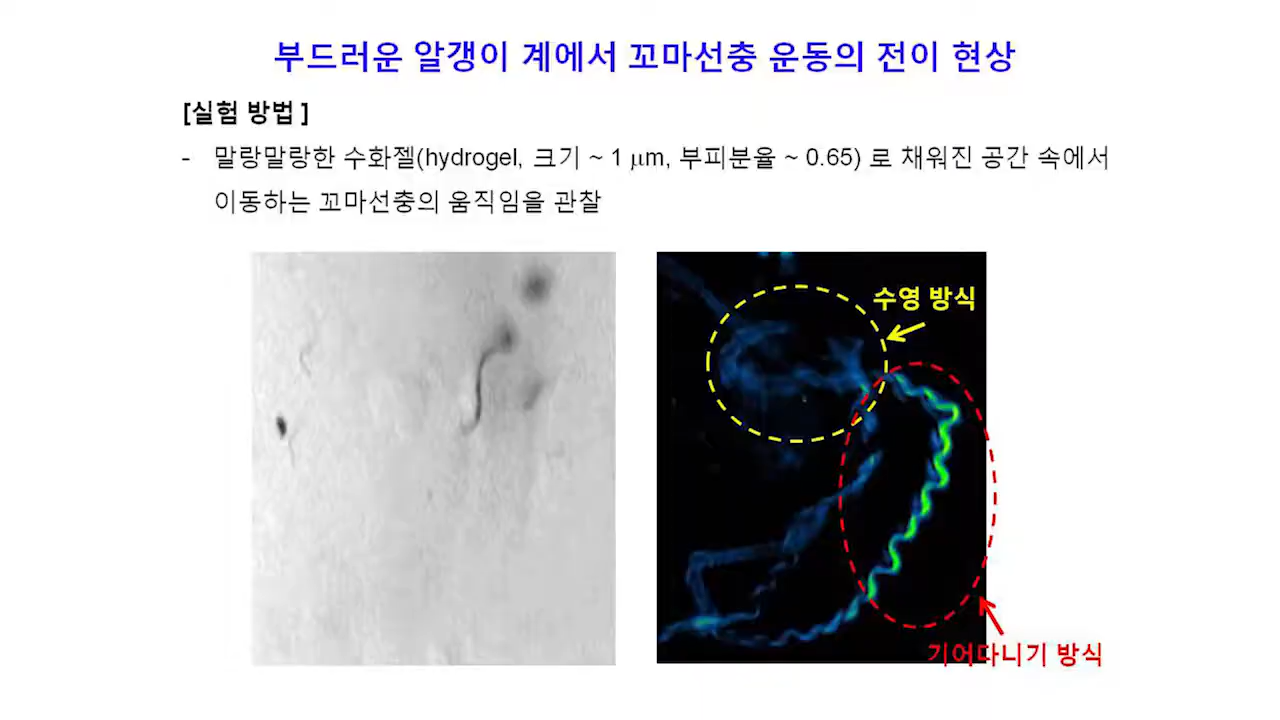 부드러운 알갱이 계에서 꼬마선충 운동의 전이 현상
[실험 방법 ]
- 말랑말랑한 수화젤(hydrogel, 크기 ~ 1 μm, 부피분율 ~ 0.65) 로 채워진 공간 속에서
이동하는 꼬마선충의 움직임을 관찰
수영 방식
기어다니기 방식